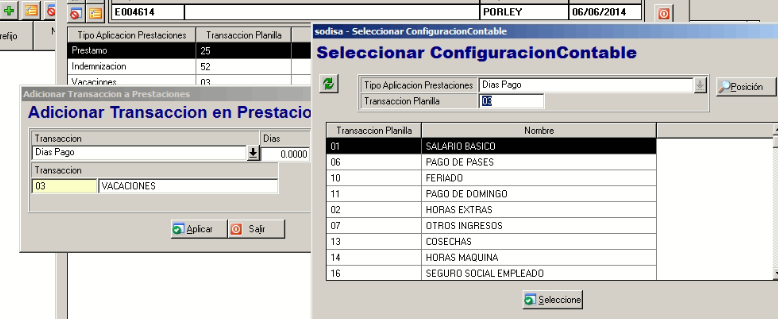 E004614 PORLEY 06/06/2014
refijo
Tipo Aplicacion Prestaciones Transaccion Planilla
Prestamo 25
Indemnizacion 52
Vacaciones 03
Adicionar Transaccion a Prestaciones
Adicionar Transaccion en Prestacio
Transaccion Dias
Dias Pago 0.0000
Transaccion
03 VACACIONES
Aplicar Salir
sodisa - Seleccionar ConfiguracionContable
Seleccionar ConfiguracionContable
Tipo Aplicacion Prestaciones Dias Pago Posición
Transaccion Planilla 03
Transaccion Planilla Nombre
01 SALARIO BASICO
06 PAGO DE PASES
10 FERIADO
11 PAGO DE DOMINGO
02 HORAS EXTRAS
07 OTROS INGRESOS
13 COSECHAS
14 HORAS MAQUINA
16 SEGURO SOCIAL EMPLEADO
Seleccione